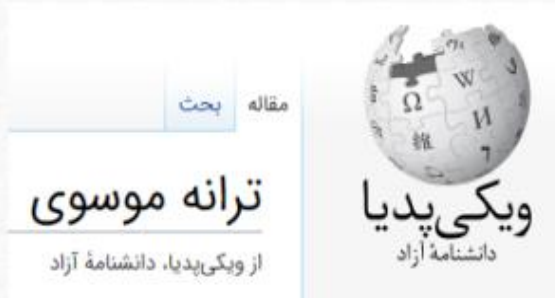 ویکی‌پدیا
دانشنامهٔ آزاد
مقاله
بحث
ترانه موسوی
از ویکی‌پدیا، دانشنامهٔ آزاد